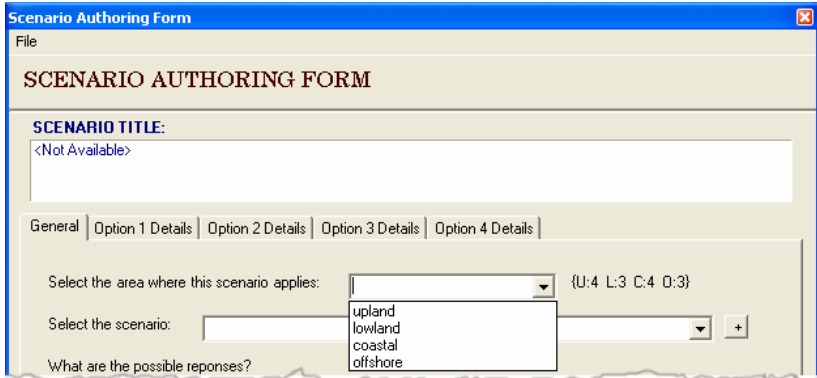 Scenario Authoring Form
File
SCENARIO AUTHORING FORM
SCENARIO TITLE:
<Not Available>
General Option 1 Details Option 2 Details Option 3 Details Option 4 Details
Select the area where this scenario applies: {U:4 L:3 C:4 O:3}
upland
lowland
coastal
offshore
Select the scenario: +
What are the possible reponses?